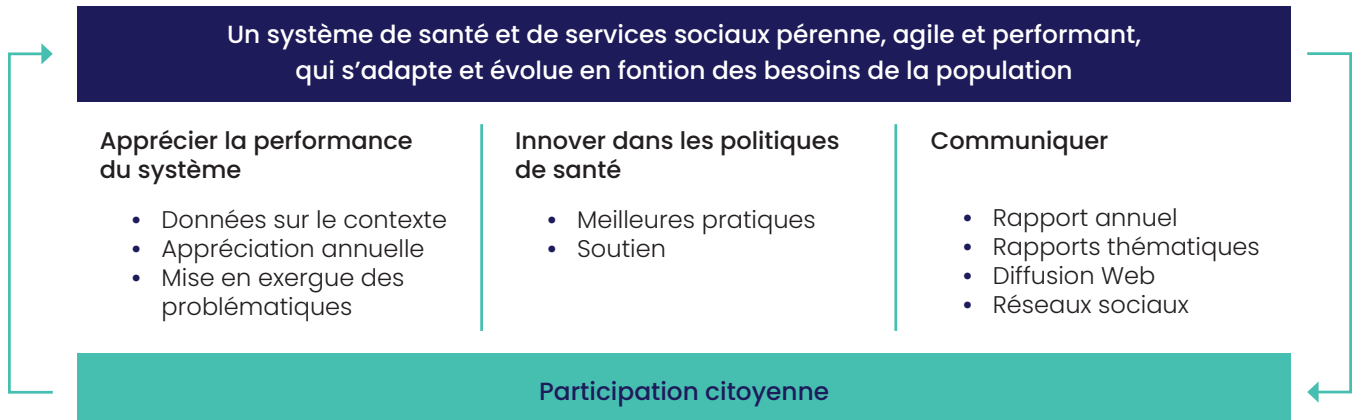 Un système de santé et de services sociaux pérenne, agile et performant,
qui s’adapte et évolue en fontion des besoins de la population
Apprécier la performance
du système
• Données sur le contexte
• Appréciation annuelle
• Mise en exergue des
problématiques
Innover dans les politiques
de santé
• Meilleures pratiques
• Soutien
Communiquer
• Rapport annuel
• Rapports thématiques
• Diffusion Web
• Réseaux sociaux
Participation citoyenne